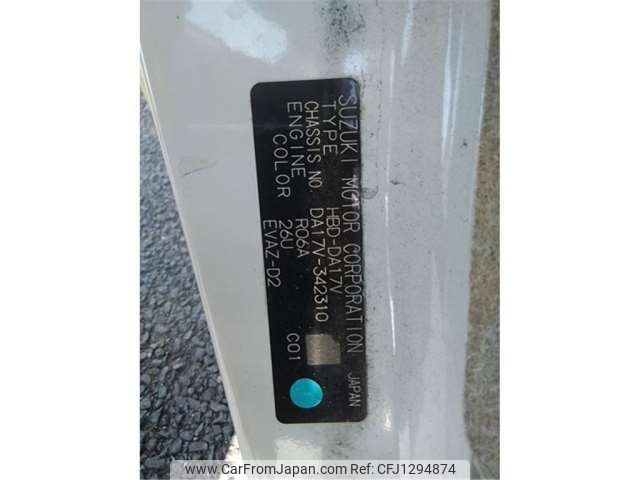 SUZUKI MOTOR CORPORATION JAPAN
TYPE HBD-DA17V
CHASSIS NO. DA17V-342310
ENGINE R06A
COLOR 26U C01
EVAZ-D2
www.CarFromJapan.com
©CarFromJapan CFJ1294874